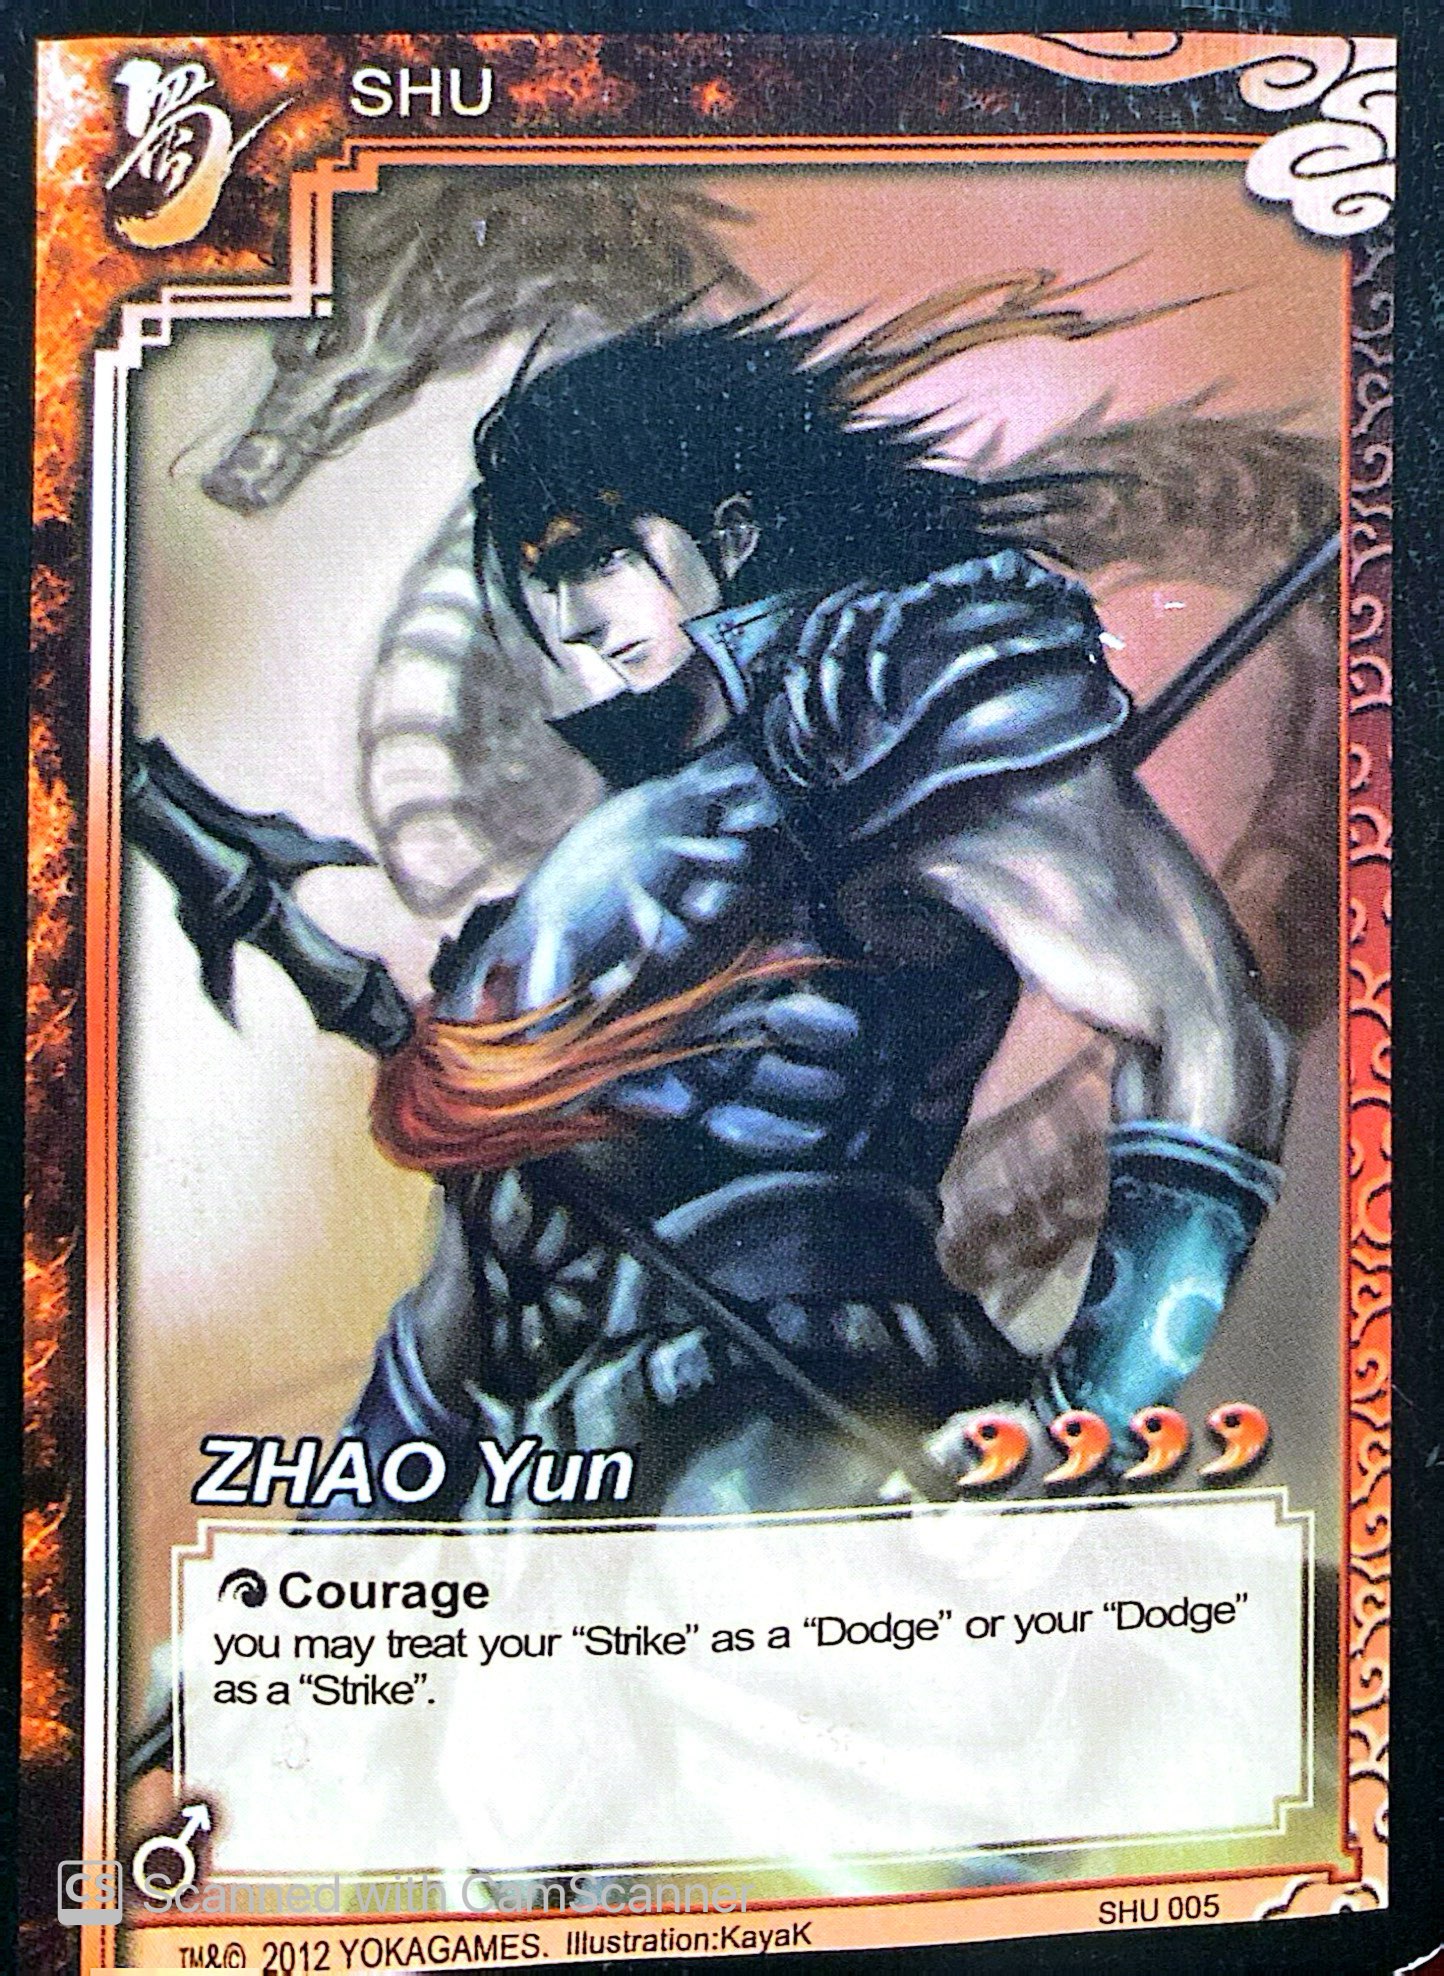 蜀
SHU
ZHAO Yun
Courage
you may treat your “Strike” as a “Dodge” or your “Dodge”
as a “Strike”.
CS Scanned with CamScanner
SHU 005
TM&© 2012 YOKAGAMES. Illustration:KayaK